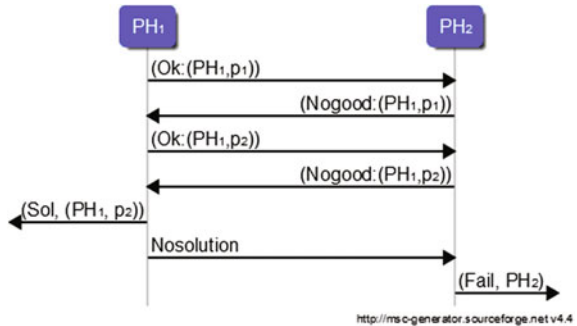 PH₁ PH₂
(Ok:(PH₁,p₁))
(Nogood:(PH₁,p₁))
(Ok:(PH₁,p₂))
(Nogood:(PH₁,p₂))
(Sol, (PH₁, p₂))
Nosolution
(Fail, PH₂)
http://msc-generator.sourceforge.net v4.4